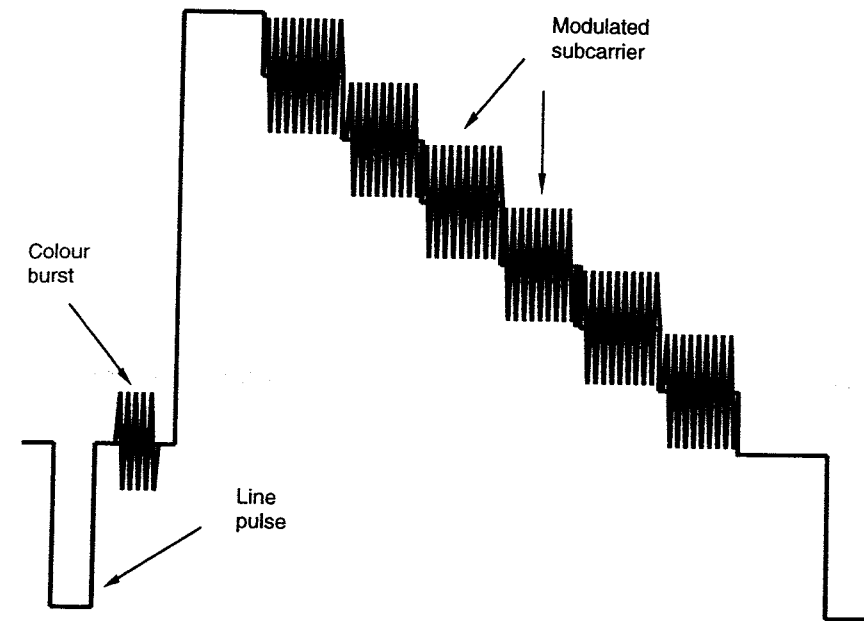 Modulated
subcarrier
Colour
burst
Line
pulse